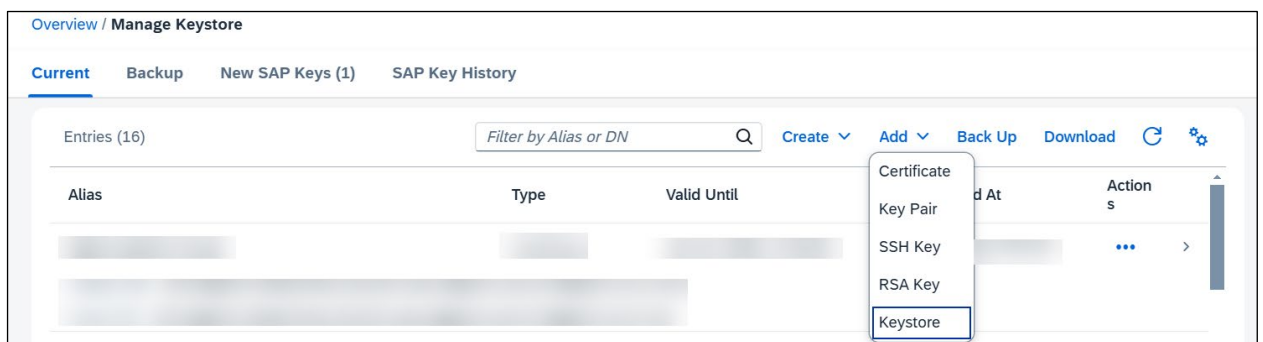 Overview / Manage Keystore
Current Backup New SAP Keys (1) SAP Key History
Entries (16) Filter by Alias or DN Create Add Back Up Download
Alias Type Valid Until d At Action
s
Certificate
Key Pair
SSH Key
RSA Key
Keystore